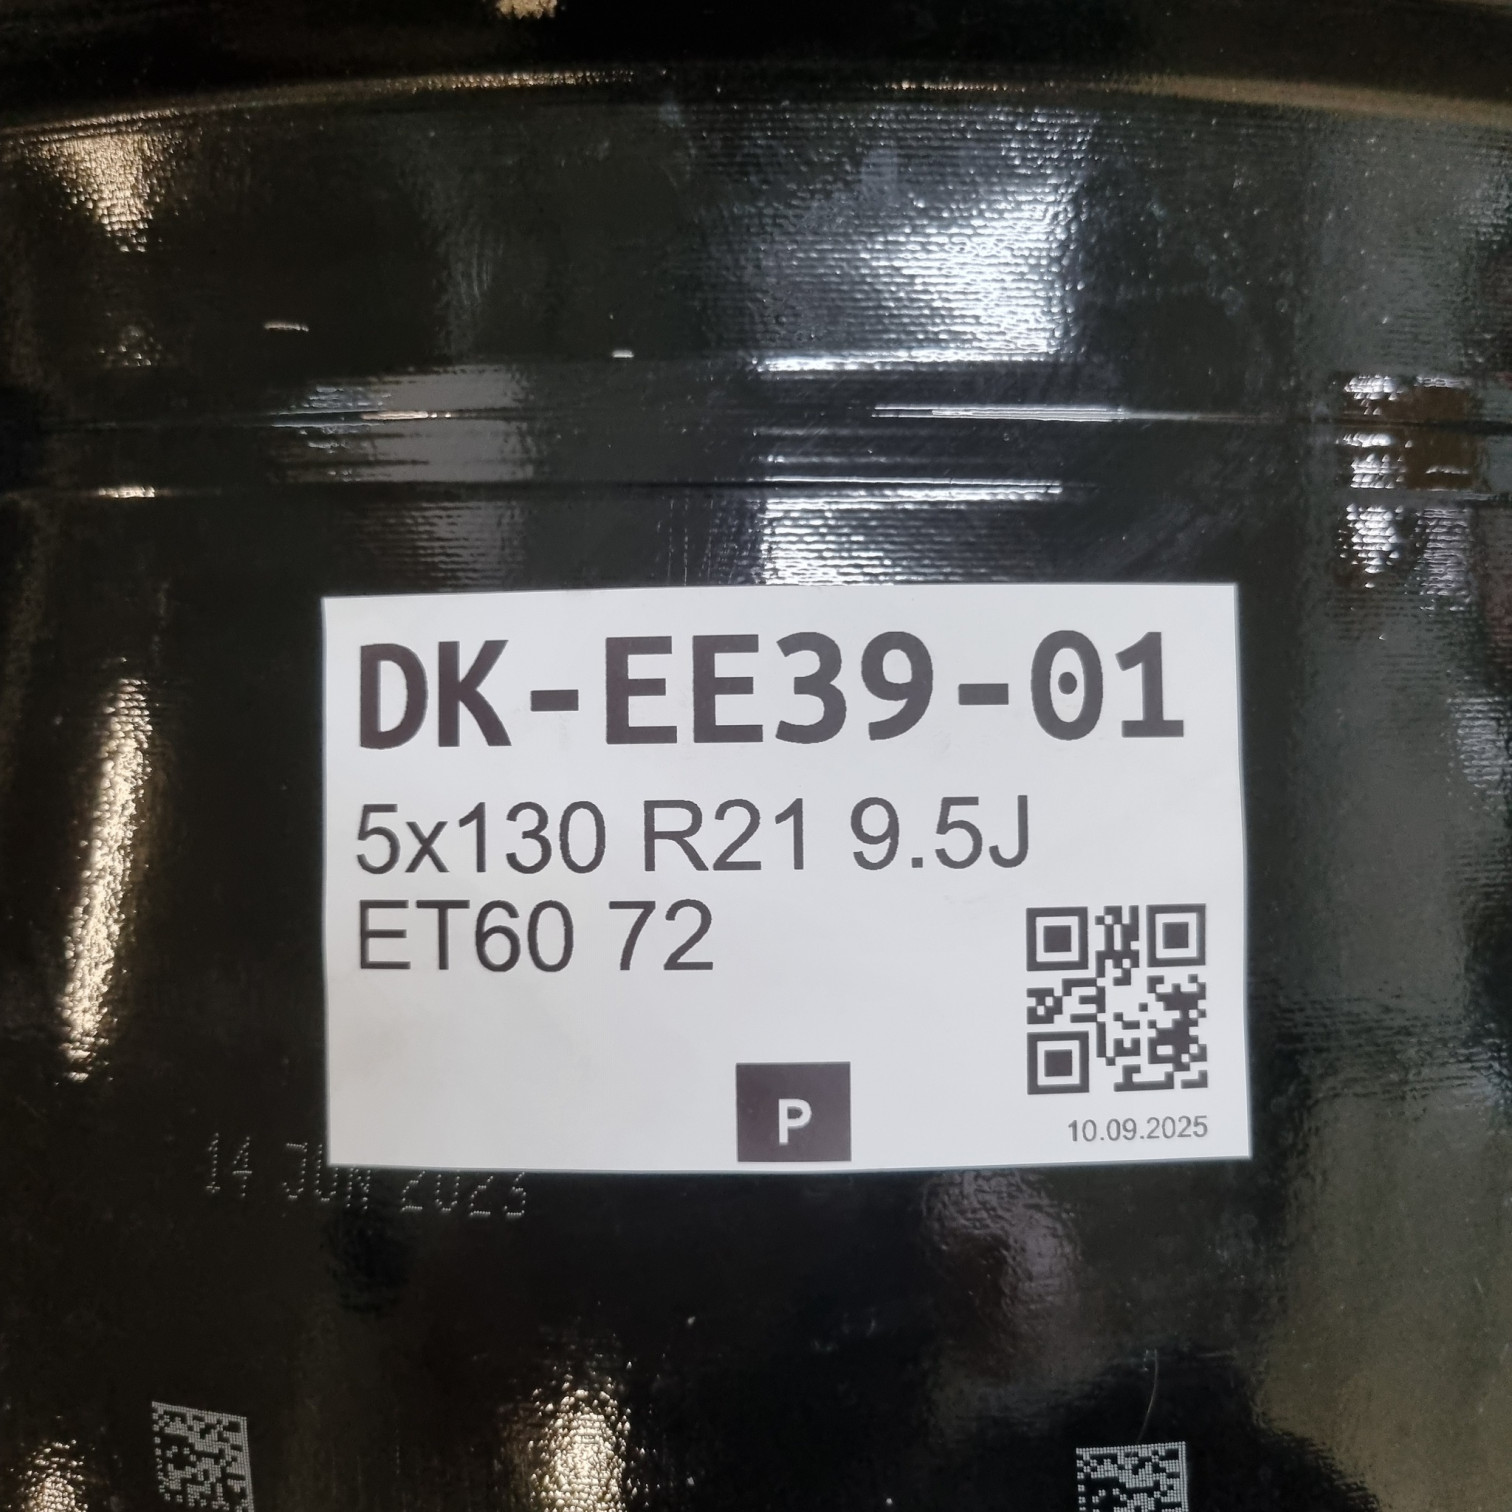 DK-EE39-01
5x130 R21 9.5J
ET60 72
P
10.09.2025
14 JUN 2023